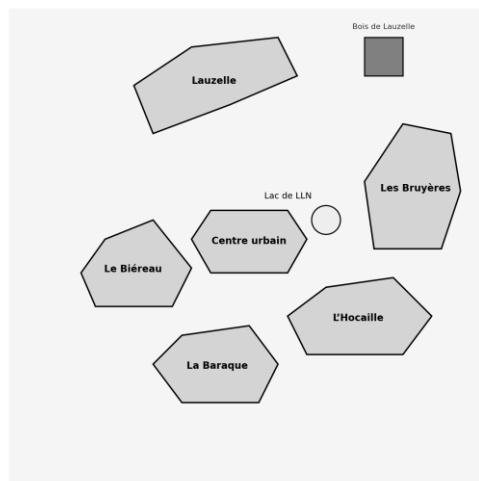 Bois de Lauzelle
Lauzelle
Les Bruyères
Lac de LLN
Centre urbain
Le Biéreau
L'Hocaille
La Baraque